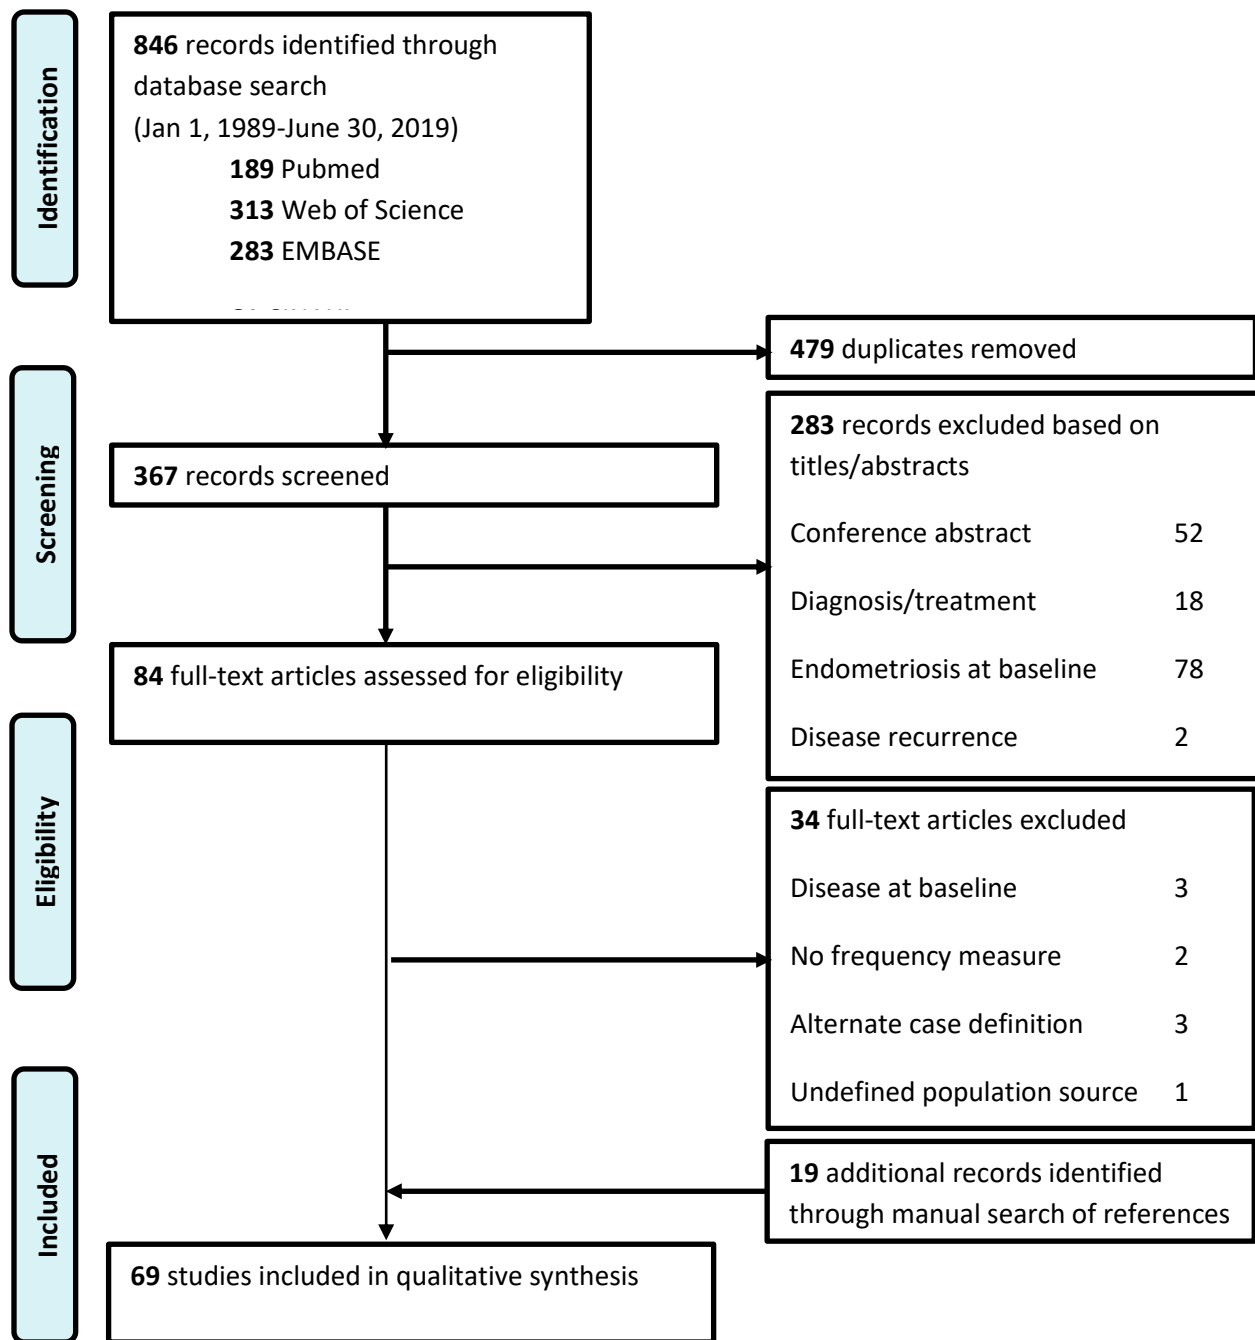 Identification
846 records identified through
database search
(Jan 1, 1989-June 30, 2019)
189 Pubmed
313 Web of Science
283 EMBASE
479 duplicates removed
Screening
367 records screened
283 records excluded based on
titles/abstracts
Conference abstract 52
Diagnosis/treatment 18
Endometriosis at baseline 78
Disease recurrence 2
84 full-text articles assessed for eligibility
Eligibility
34 full-text articles excluded
Disease at baseline 3
No frequency measure 2
Alternate case definition 3
Undefined population source 1
Included
19 additional records identified
through manual search of references
69 studies included in qualitative synthesis